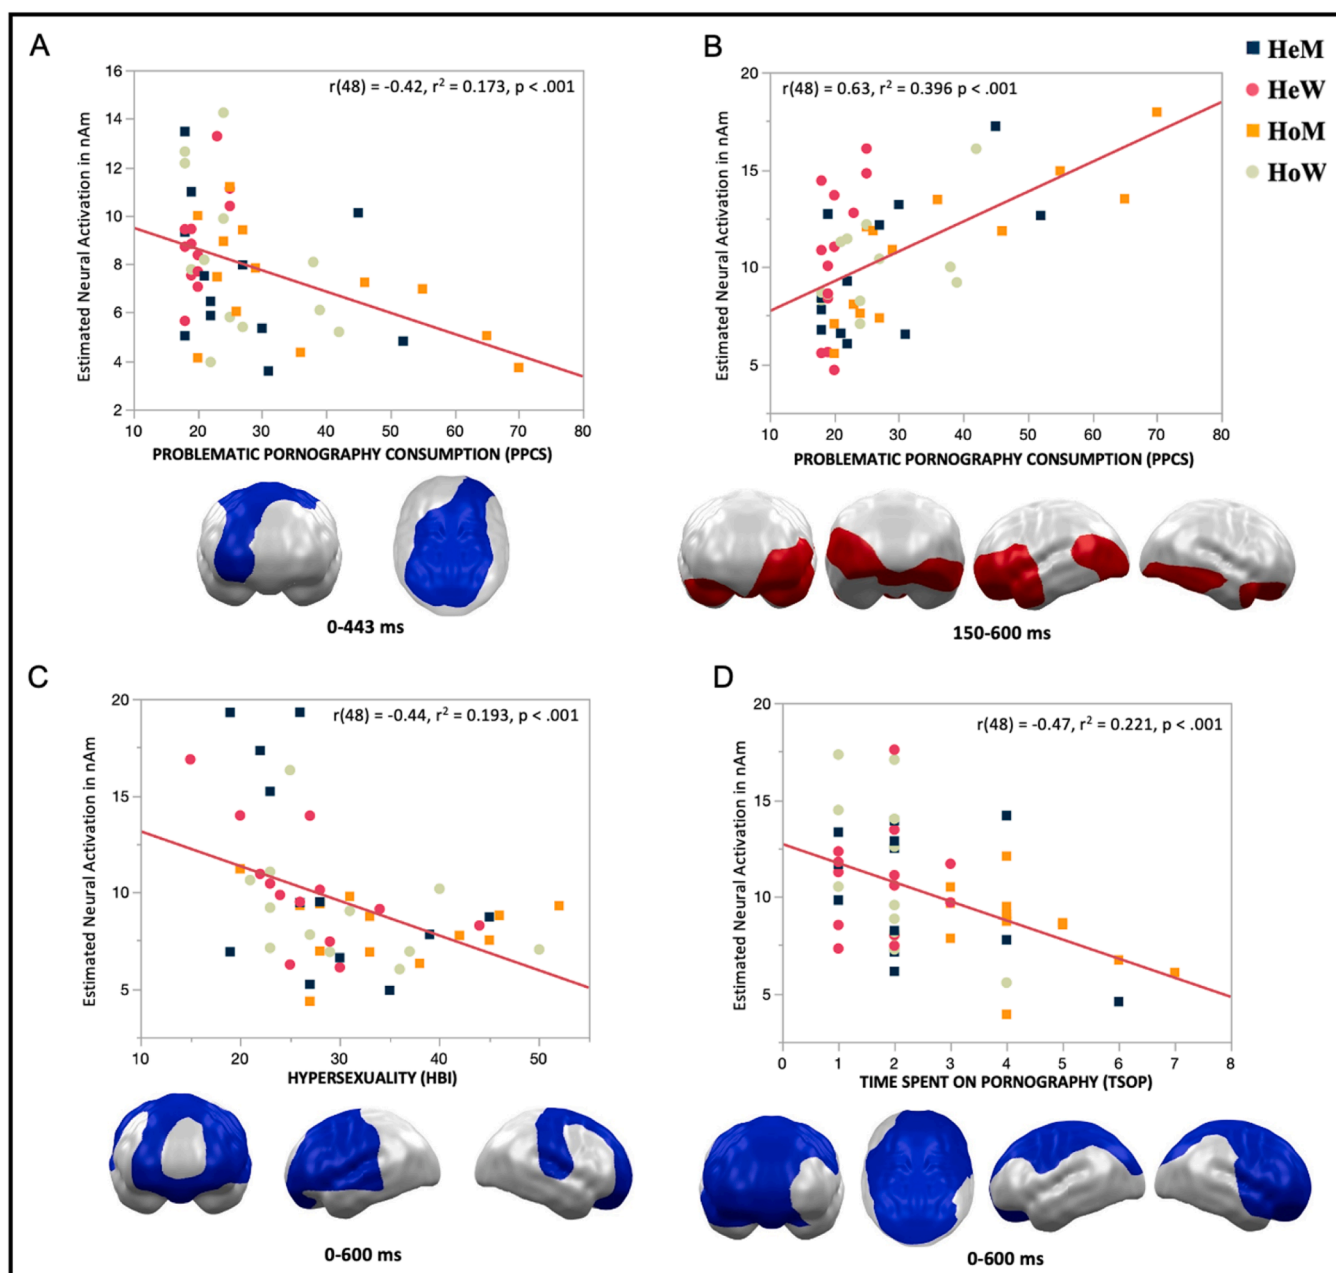 A
r(48) = -0.42, r² = 0.173, p < .001
Estimated Neural Activation in nAm
16
14
12
10
8
6
4
2
10 20 30 40 50 60 70 80
PROBLEMATIC PORNOGRAPHY CONSUMPTION (PPCS)
0-443 ms
B
r(48) = 0.63, r² = 0.396 p < .001
Estimated Neural Activation in nAm
20
15
10
5
10 20 30 40 50 60 70 80
PROBLEMATIC PORNOGRAPHY CONSUMPTION (PPCS)
150-600 ms
HeM
HeW
HoM
HoW
C
r(48) = -0.44, r² = 0.193, p < .001
Estimated Neural Activation in nAm
20
15
10
5
10 20 30 40 50
HYPERSEXUALITY (HBI)
0-600 ms
D
r(48) = -0.47, r² = 0.221, p < .001
Estimated Neural Activation in nAm
20
15
10
5
0 1 2 3 4 5 6 7 8
TIME SPENT ON PORNOGRAPHY (TSOP)
0-600 ms